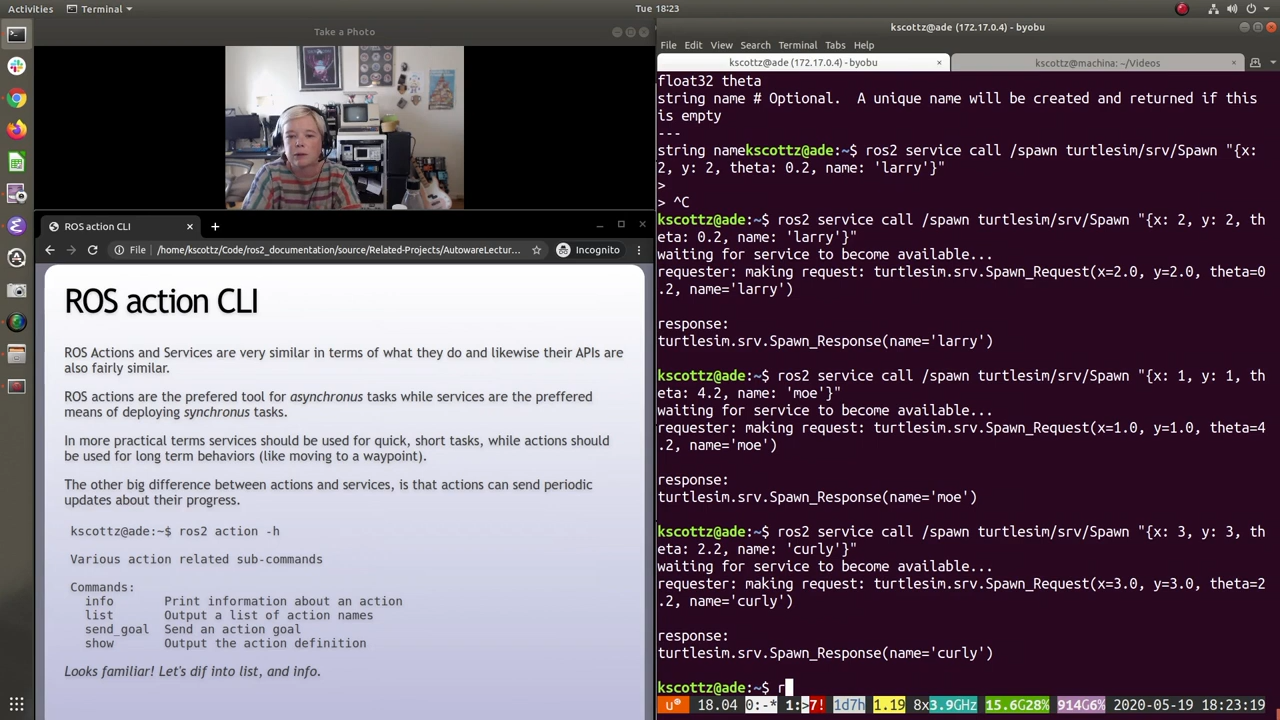 Activities
Terminal
Tue 18:23
Take a Photo
ROS action CLI
File
/home/kscottz/Code/ros2_documentation/source/Related-Projects/AutowareLectur...
Incognito
ROS action CLI
ROS Actions and Services are very similar in terms of what they do and likewise their APIs are
also fairly similar.
ROS actions are the prefered tool for asynchronus tasks while services are the preffered
means of deploying synchronus tasks.
In more practical terms services should be used for quick, short tasks, while actions should
be used for long term behaviors (like moving to a waypoint).
The other big difference between actions and services, is that actions can send periodic
updates about their progress.
kscottz@ade:~$ ros2 action -h
Various action related sub-commands
Commands:
info Print information about an action
list Output a list of action names
send_goal Send an action goal
show Output the action definition
Looks familiar! Let's dif into list, and info.
kscottz@ade (172.17.0.4) - byobu
File Edit View Search Terminal Tabs Help
kscottz@ade (172.17.0.4) - byobu
kscottz@machina: ~/Videos
float32 theta
string name # Optional.  A unique name will be created and returned if this
is empty
---
string namekscottz@ade:~$ ros2 service call /spawn turtlesim/srv/Spawn "{x:
2, y: 2, theta: 0.2, name: 'larry'}"
>
> ^C
kscottz@ade:~$ ros2 service call /spawn turtlesim/srv/Spawn "{x: 2, y: 2, th
eta: 0.2, name: 'larry'}"
waiting for service to become available...
requester: making request: turtlesim.srv.Spawn_Request(x=2.0, y=2.0, theta=0
.2, name='larry')
response:
turtlesim.srv.Spawn_Response(name='larry')
kscottz@ade:~$ ros2 service call /spawn turtlesim/srv/Spawn "{x: 1, y: 1, th
eta: 4.2, name: 'moe'}"
waiting for service to become available...
requester: making request: turtlesim.srv.Spawn_Request(x=1.0, y=1.0, theta=4
.2, name='moe')
response:
turtlesim.srv.Spawn_Response(name='moe')
kscottz@ade:~$ ros2 service call /spawn turtlesim/srv/Spawn "{x: 3, y: 3, th
eta: 2.2, name: 'curly'}"
waiting for service to become available...
requester: making request: turtlesim.srv.Spawn_Request(x=3.0, y=3.0, theta=2
.2, name='curly')
response:
turtlesim.srv.Spawn_Response(name='curly')
kscottz@ade:~$ r
18.04 0:-* 1:>7! 1d7h 1.19 8x3.9GHz 15.6G28% 914G6% 2020-05-19 18:23:19